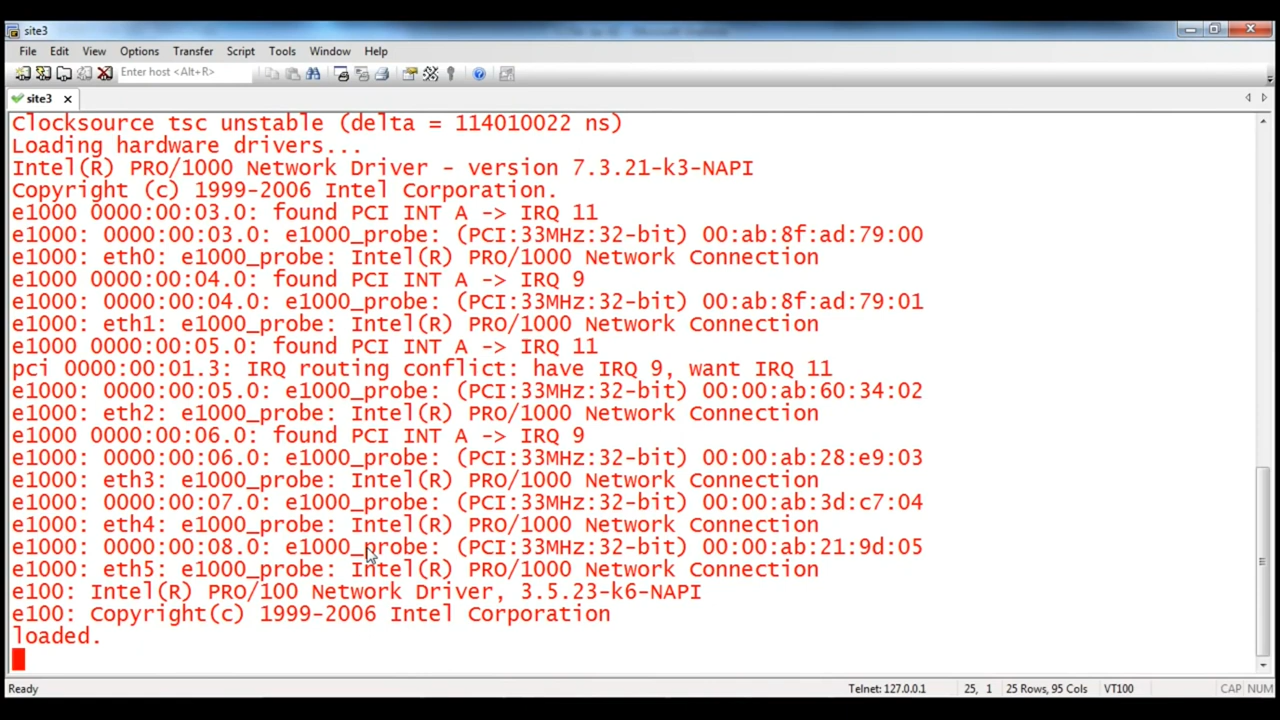 site3
File Edit View Options Transfer Script Tools Window Help
Enter host <Alt+R>
site3
Clocksource tsc unstable (delta = 114010022 ns)
Loading hardware drivers...
Intel(R) PRO/1000 Network Driver - version 7.3.21-k3-NAPI
Copyright (c) 1999-2006 Intel Corporation.
e1000 0000:00:03.0: found PCI INT A -> IRQ 11
e1000: 0000:00:03.0: e1000_probe: (PCI:33MHz:32-bit) 00:ab:8f:ad:79:00
e1000: eth0: e1000_probe: Intel(R) PRO/1000 Network Connection
e1000 0000:00:04.0: found PCI INT A -> IRQ 9
e1000: 0000:00:04.0: e1000_probe: (PCI:33MHz:32-bit) 00:ab:8f:ad:79:01
e1000: eth1: e1000_probe: Intel(R) PRO/1000 Network Connection
e1000 0000:00:05.0: found PCI INT A -> IRQ 11
pci 0000:00:01.3: IRQ routing conflict: have IRQ 9, want IRQ 11
e1000: 0000:00:05.0: e1000_probe: (PCI:33MHz:32-bit) 00:00:ab:60:34:02
e1000: eth2: e1000_probe: Intel(R) PRO/1000 Network Connection
e1000 0000:00:06.0: found PCI INT A -> IRQ 9
e1000: 0000:00:06.0: e1000_probe: (PCI:33MHz:32-bit) 00:00:ab:28:e9:03
e1000: eth3: e1000_probe: Intel(R) PRO/1000 Network Connection
e1000: 0000:00:07.0: e1000_probe: (PCI:33MHz:32-bit) 00:00:ab:3d:c7:04
e1000: eth4: e1000_probe: Intel(R) PRO/1000 Network Connection
e1000: 0000:00:08.0: e1000_probe: (PCI:33MHz:32-bit) 00:00:ab:21:9d:05
e1000: eth5: e1000_probe: Intel(R) PRO/1000 Network Connection
e100: Intel(R) PRO/100 Network Driver, 3.5.23-k6-NAPI
e100: Copyright(c) 1999-2006 Intel Corporation
loaded.
Ready Telnet: 127.0.0.1 25, 1 25 Rows, 95 Cols VT100 CAP NUM